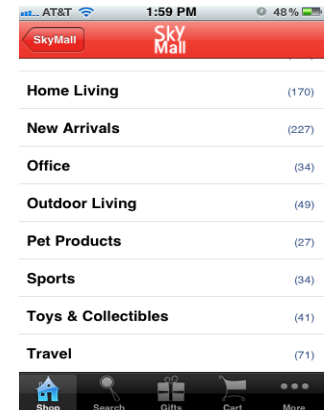 AT&T 1:59 PM 48%
SkyMall
SkY
Mall
Home Living (170)
New Arrivals (227)
Office (34)
Outdoor Living (49)
Pet Products (27)
Sports (34)
Toys & Collectibles (41)
Travel (71)
Shop Search Gifts Cart More